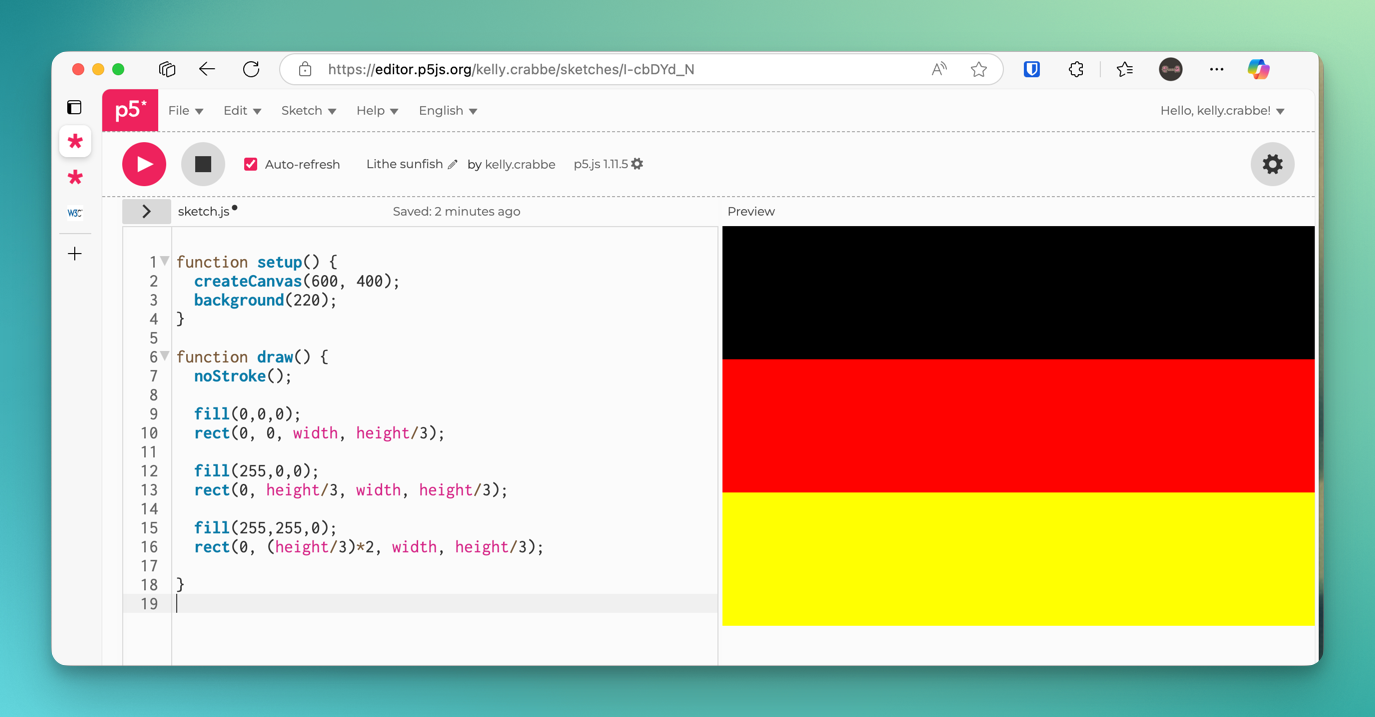 https://editor.p5js.org/kelly.crabbe/sketches/l-cbDYd_N
p5* File Edit Sketch Help English Hello, kelly.crabbe!
Auto-refresh Lithe sunfish by kelly.crabbe p5.js 1.11.5
W3C
sketch.js Saved: 2 minutes ago Preview
1 function setup() {
2 createCanvas(600, 400);
3 background(220);
4 }
5
6 function draw() {
7 noStroke();
8
9 fill(0,0,0);
10 rect(0, 0, width, height/3);
11
12 fill(255,0,0);
13 rect(0, height/3, width, height/3);
14
15 fill(255,255,0);
16 rect(0, (height/3)*2, width, height/3);
17
18 }
19